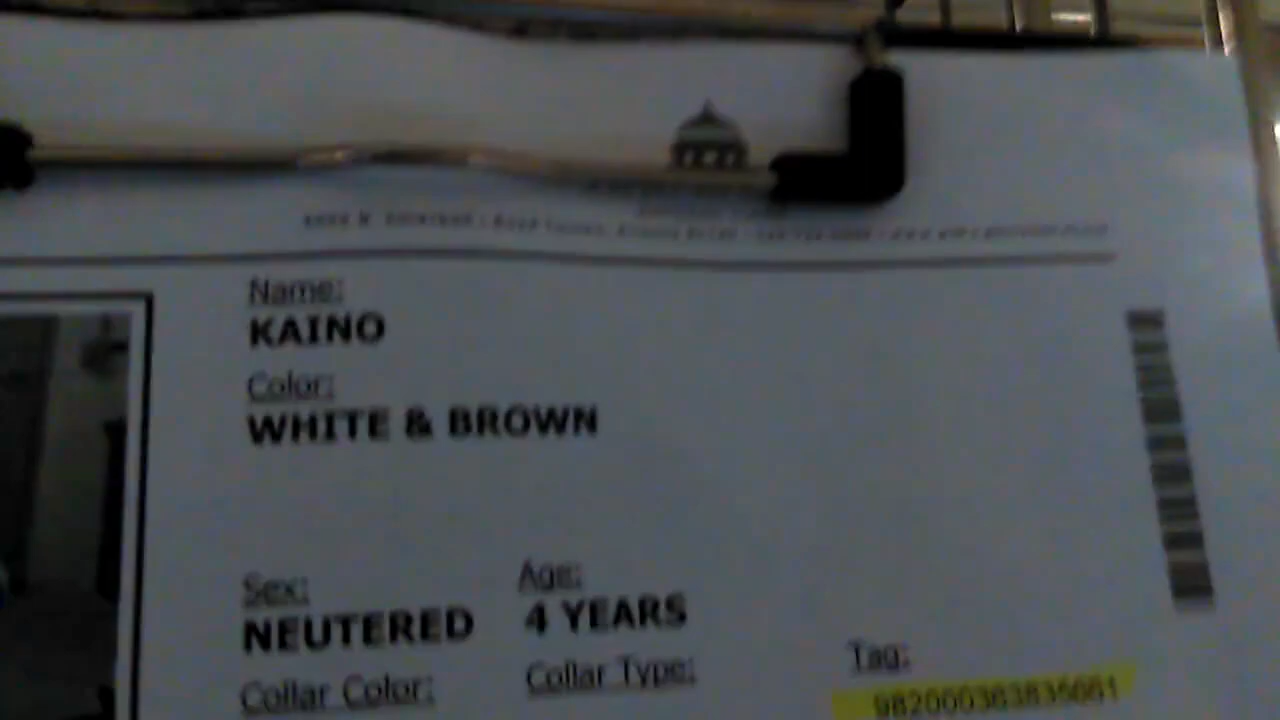 Name:
KAINO
Color:
WHITE & BROWN
Sex:
Age:
NEUTERED
4 YEARS
Collar Color:
Collar Type:
Tag: